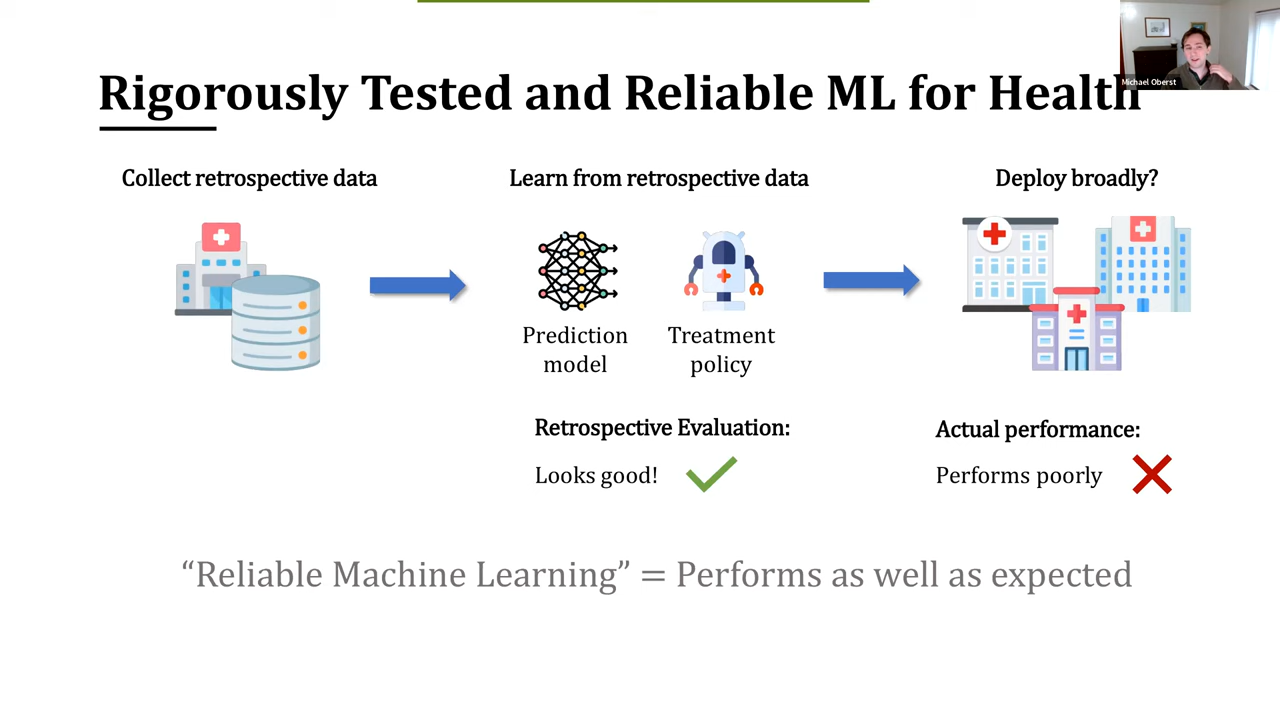 Michael Oberst
Rigorously Tested and Reliable ML for Health
Collect retrospective data
Learn from retrospective data
Deploy broadly?
Prediction
model
Treatment
policy
Retrospective Evaluation:
Looks good!
Actual performance:
Performs poorly
“Reliable Machine Learning” = Performs as well as expected